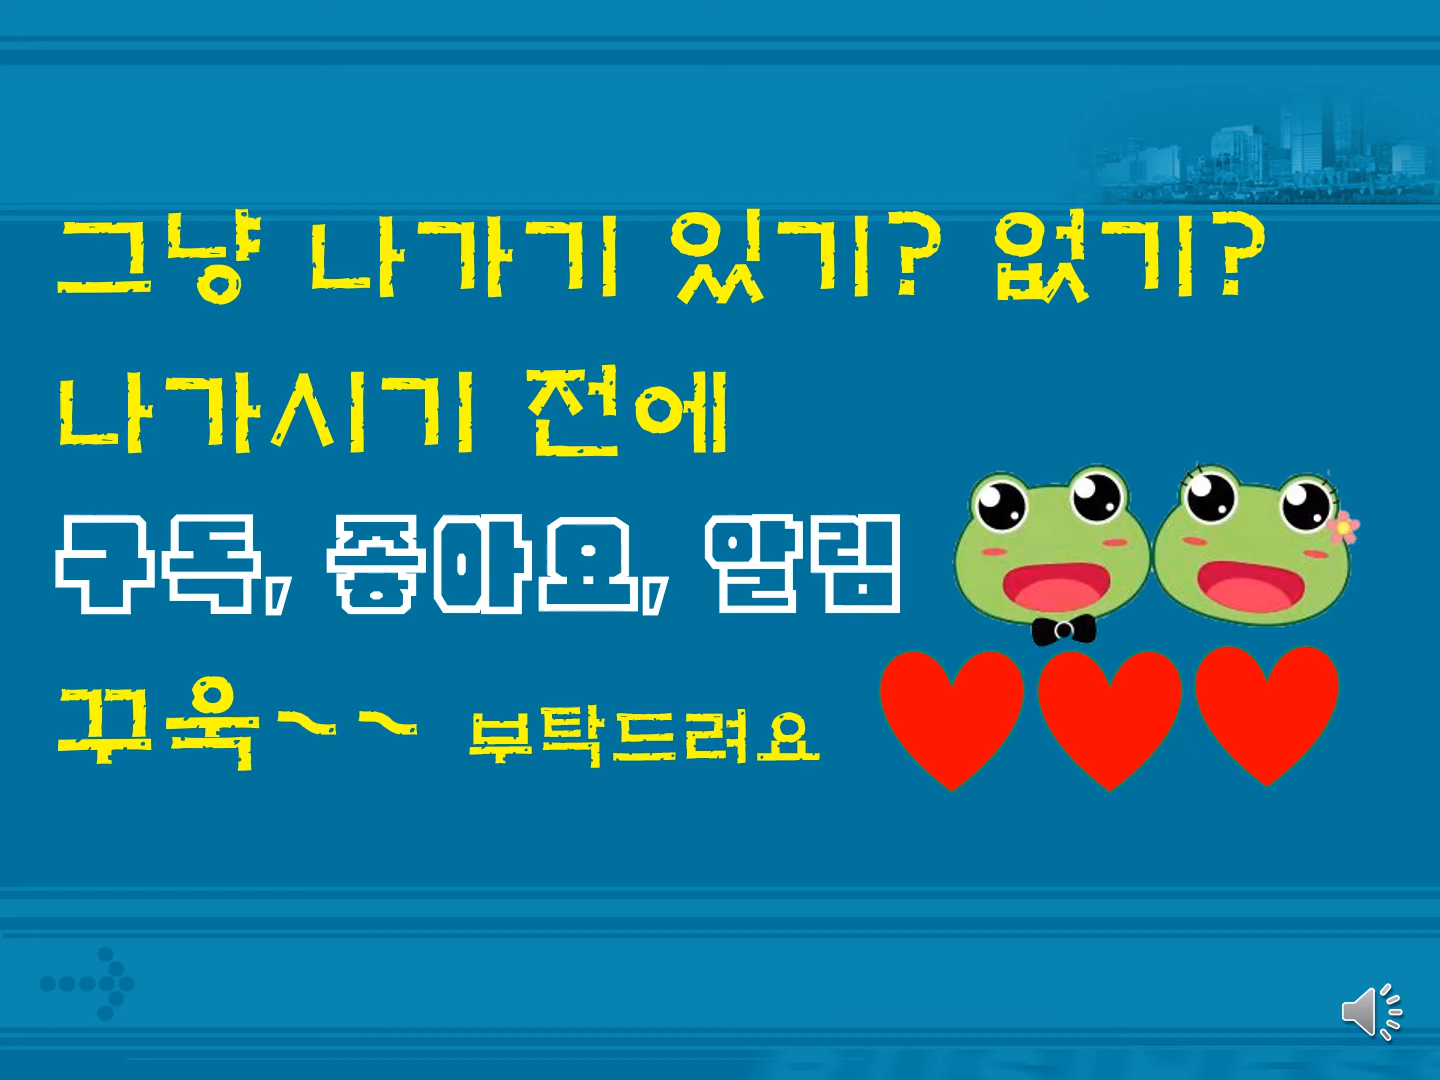 그냥 나가기 있기? 없기?
나가시기 전에
구독, 좋아요, 알림
꾸욱~~ 부탁드려요